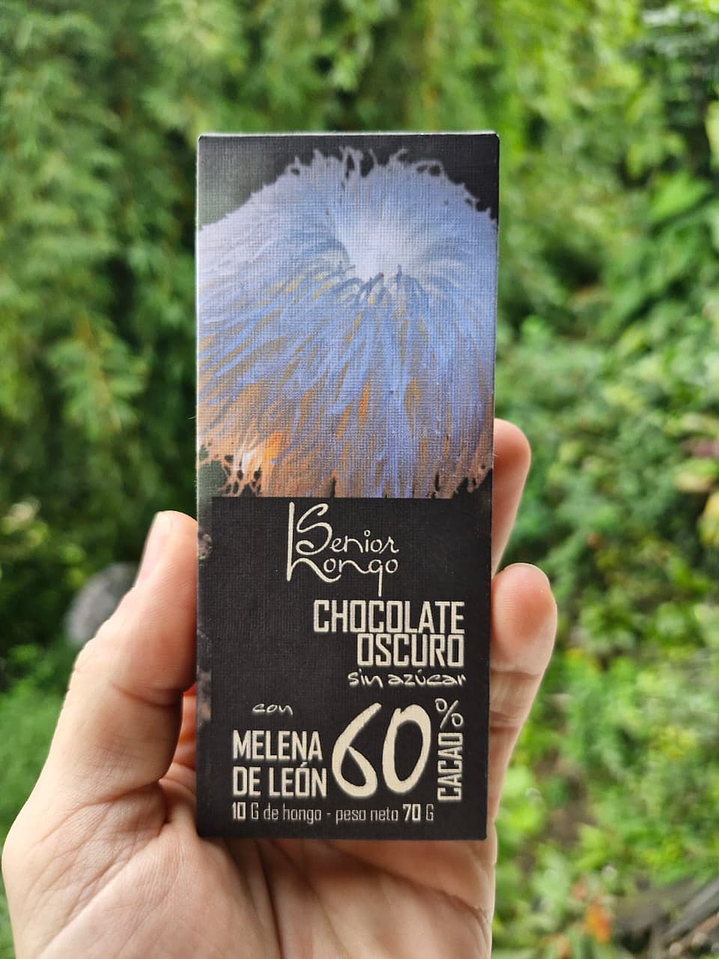 Senior
hongo
CHOCOLATE
OSCURO
sin azúcar
con
MELENA
DE LEÓN
60%
CACAO
10 G de hongo - peso neto 70 G